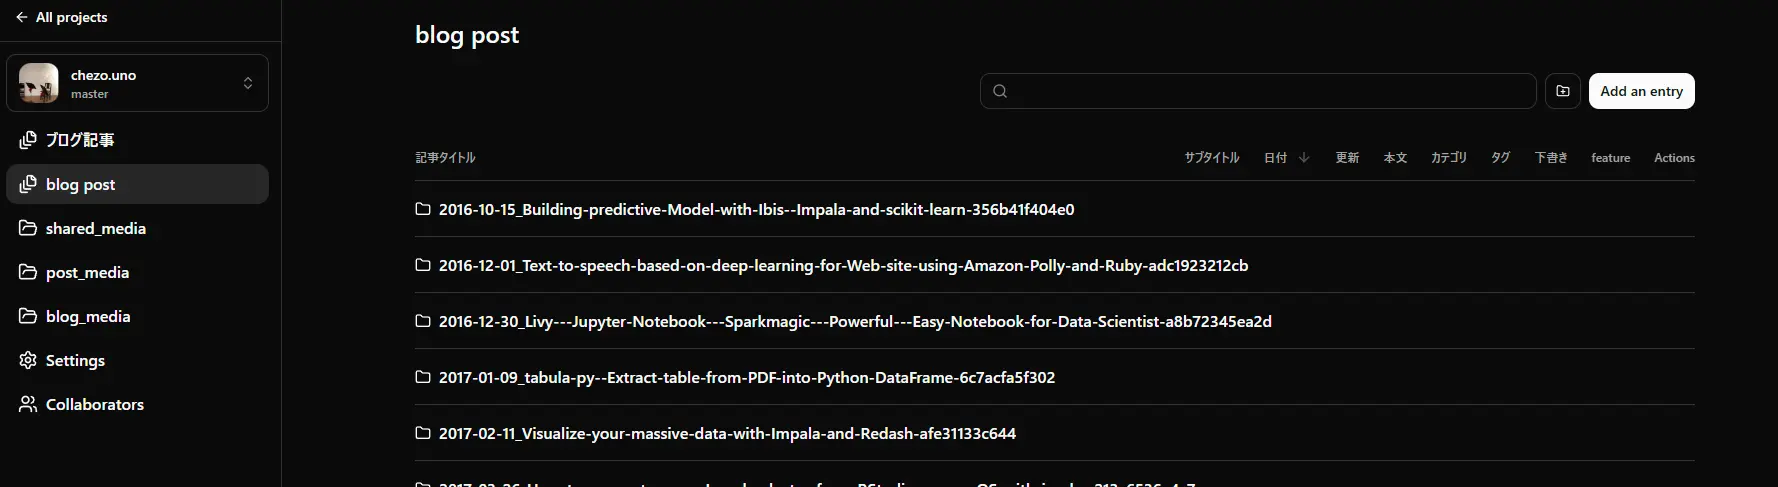 All projects
chezo.uno
master
ブログ記事
blog post
shared_media
post_media
blog_media
Settings
Collaborators
blog post
Add an entry
記事タイトル サブタイトル 日付 更新 本文 カテゴリ タグ 下書き feature Actions
2016-10-15_Building-predictive-Model-with-Ibis--Impala-and-scikit-learn-356b41f404e0
2016-12-01_Text-to-speech-based-on-deep-learning-for-Web-site-using-Amazon-Polly-and-Ruby-adc1923212cb
2016-12-30_Livy---Jupyter-Notebook---Sparkmagic---Powerful---Easy-Notebook-for-Data-Scientist-a8b72345ea2d
2017-01-09_tabula-py--Extract-table-from-PDF-into-Python-DataFrame-6c7acfa5f302
2017-02-11_Visualize-your-massive-data-with-Impala-and-Redash-afe31133c644